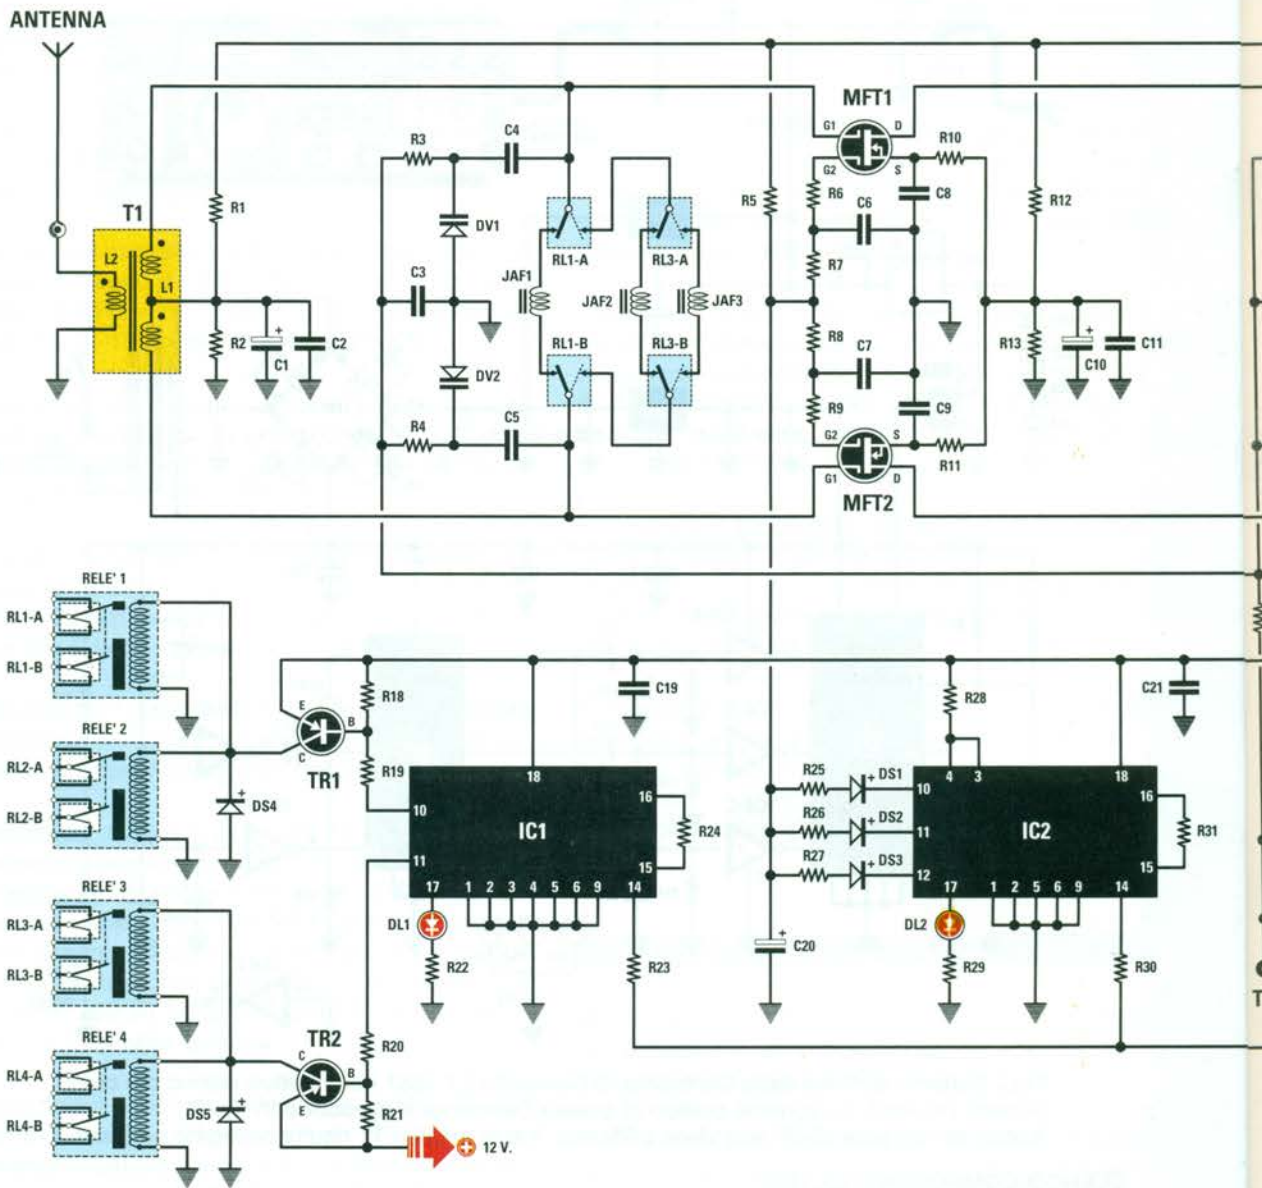 ANTENNA
MFT1
G1
D
R10
G2
S
R3
C4
R5
R6
C6
C8
R12
T1
R1
DV1
L2
L1
C3
JAF1
RL1-A
RL3-A
R7
JAF2
JAF3
R2
+
C1
C2
RL1-B
RL3-B
R8
C7
R13
+
C10
C11
DV2
R4
C5
R9
C9
G2
S
R11
G1
D
MFT2
RELE' 1
RL1-A
RL1-B
RELE' 2
RL2-A
RL2-B
+
DS4
E
B
C
TR1
R18
R19
C19
R28
C21
18
10
11
16
15
IC1
R24
17
1
2
3
4
5
6
9
14
R25
+
DS1
R26
+
DS2
R27
+
DS3
4
3
18
10
11
12
16
15
IC2
R31
17
1
2
5
6
9
14
DL1
R22
R23
+
C20
DL2
R29
R30
T
RELE' 3
RL3-A
RL3-B
RELE' 4
RL4-A
RL4-B
+
DS5
TR2
C
B
E
R20
R21
+
12 V.